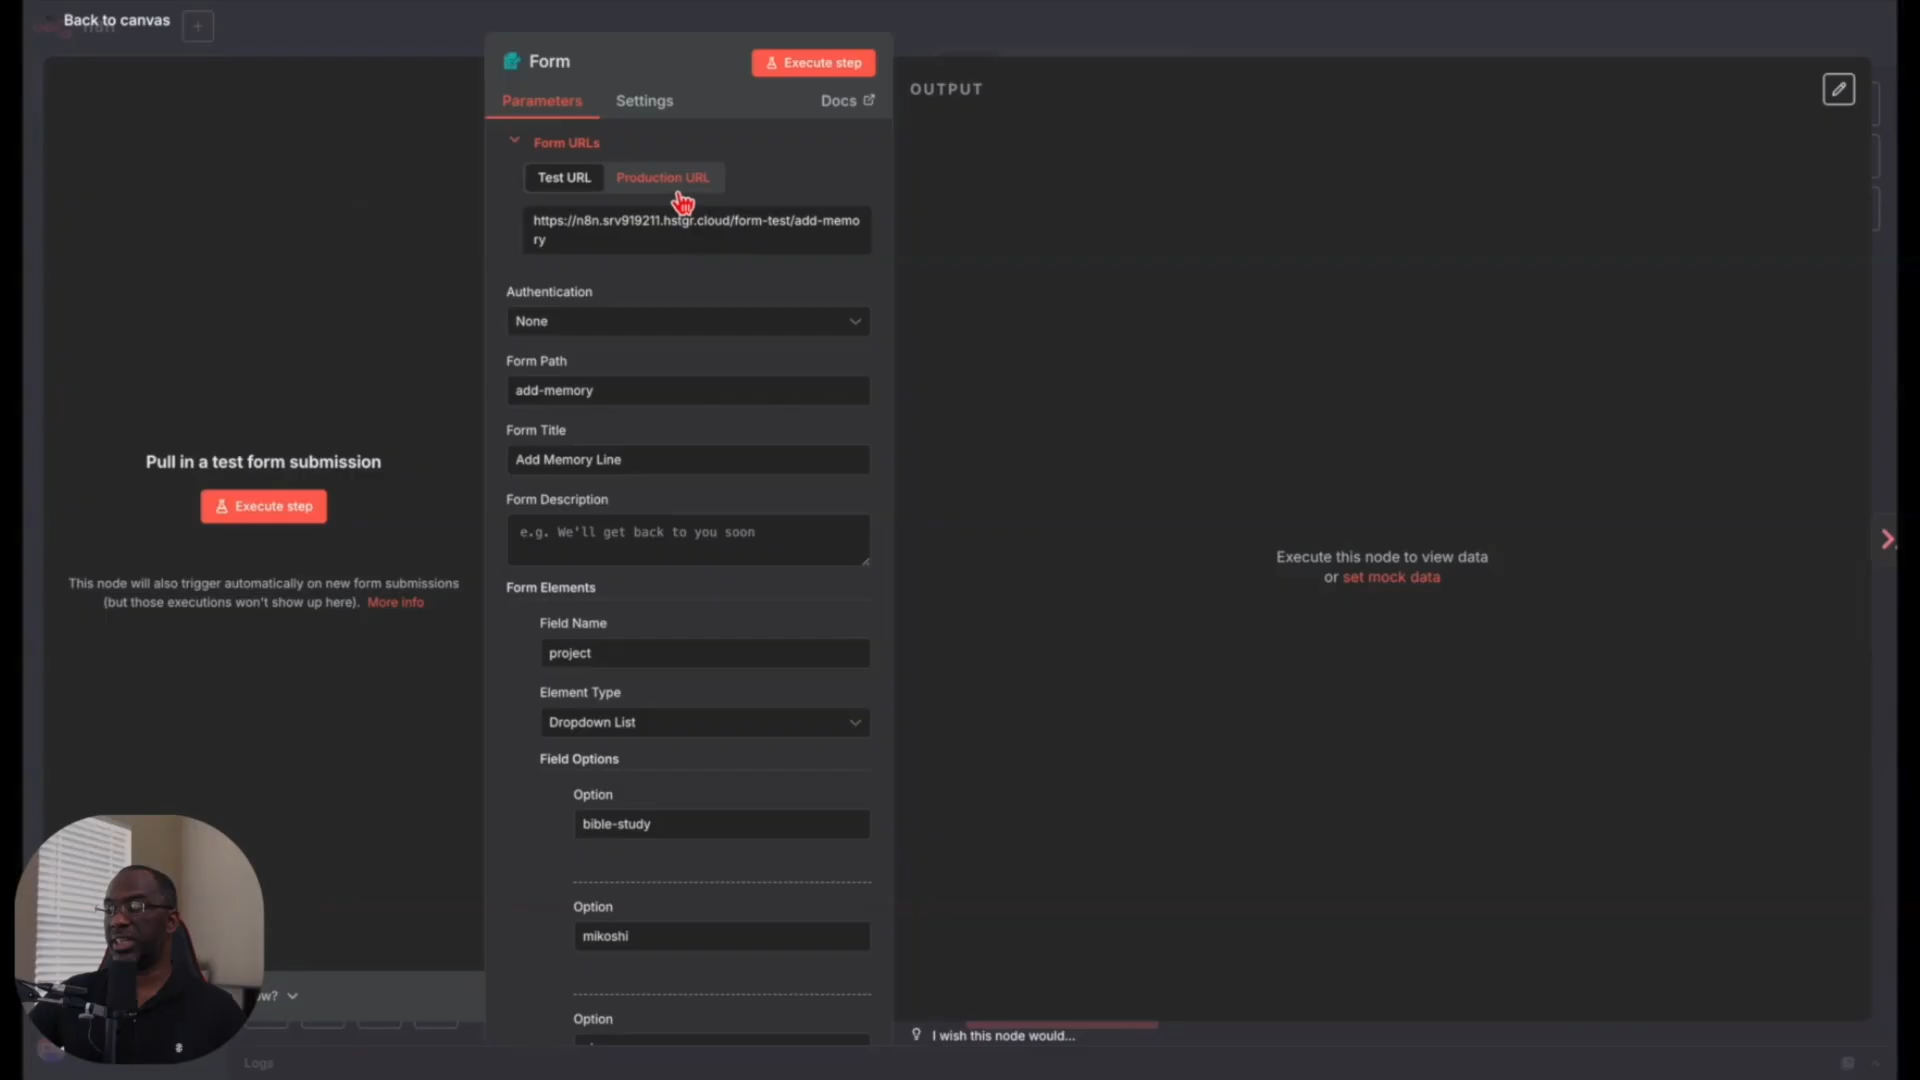 Back to canvas
Form
Execute step
Parameters
Settings
Docs
OUTPUT
Form URLs
Test URL
Production URL
https://n8n.srv919211.hstgr.cloud/form-test/add-memo
ry
Authentication
None
Form Path
add-memory
Form Title
Add Memory Line
Form Description
e.g. We'll get back to you soon
Form Elements
Field Name
project
Element Type
Dropdown List
Field Options
Option
bible-study
Option
mikoshi
Option
Pull in a test form submission
Execute step
This node will also trigger automatically on new form submissions
(but those executions won't show up here). More info
Execute this node to view data
or set mock data
I wish this node would...
Logs